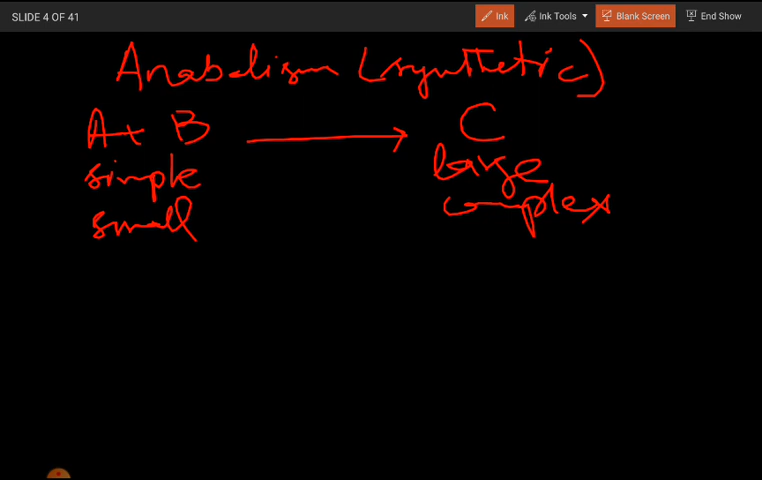 SLIDE 4 OF 41 Ink Ink Tools Blank Screen End Show
Anabolism (synthetic)
A + B → C
simple large
small complex